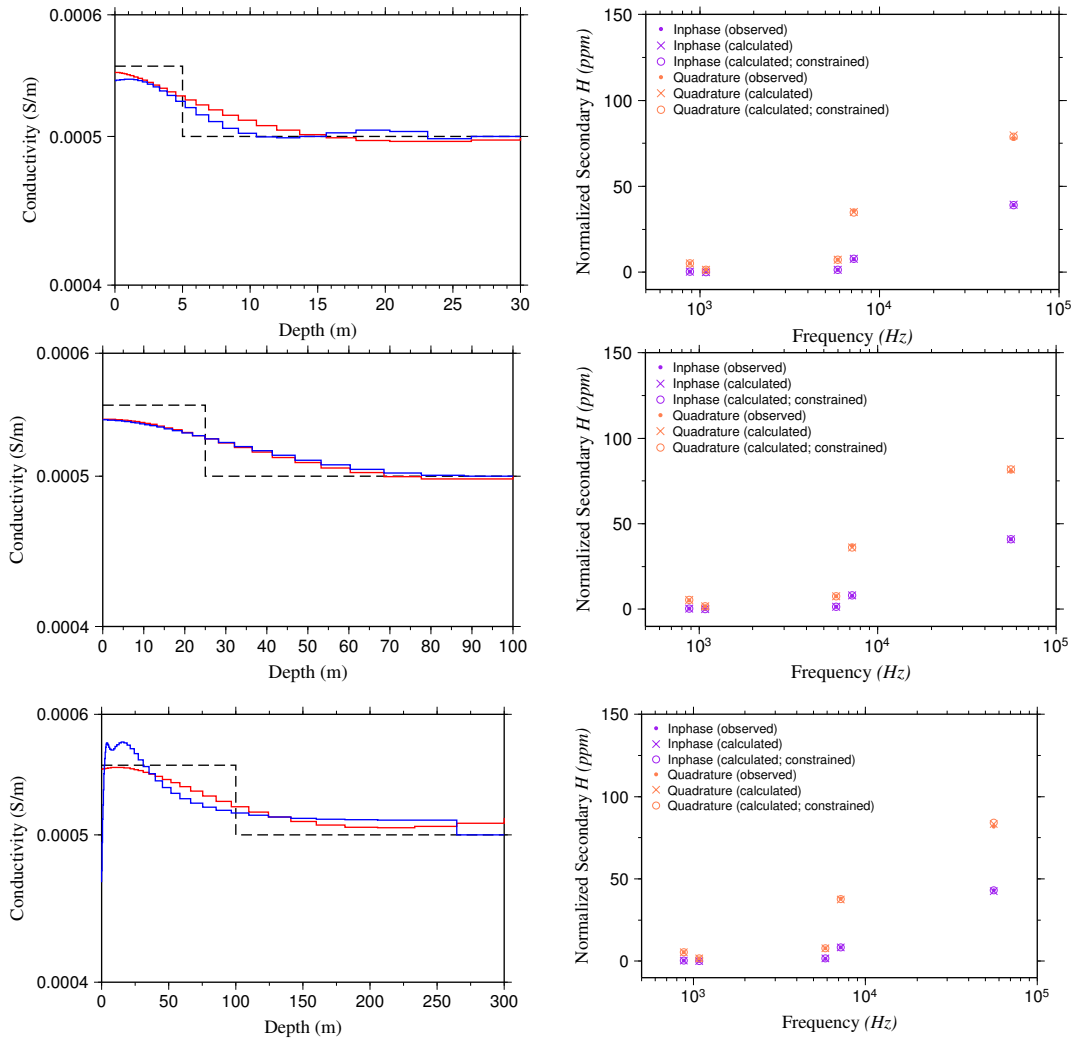 0.0006
0.0005
0.0004
Conductivity (S/m)
0 5 10 15 20 25 30
Depth (m)
150
100
50
0
Normalized Secondary H (ppm)
Inphase (observed)
Inphase (calculated)
Inphase (calculated; constrained)
Quadrature (observed)
Quadrature (calculated)
Quadrature (calculated; constrained)
10³ 10⁴ 10⁵
Frequency (Hz)
0.0006
0.0005
0.0004
Conductivity (S/m)
0 10 20 30 40 50 60 70 80 90 100
Depth (m)
150
100
50
0
Normalized Secondary H (ppm)
Inphase (observed)
Inphase (calculated)
Inphase (calculated; constrained)
Quadrature (observed)
Quadrature (calculated)
Quadrature (calculated; constrained)
10³ 10⁴ 10⁵
Frequency (Hz)
0.0006
0.0005
0.0004
Conductivity (S/m)
0 50 100 150 200 250 300
Depth (m)
150
100
50
0
Normalized Secondary H (ppm)
Inphase (observed)
Inphase (calculated)
Inphase (calculated; constrained)
Quadrature (observed)
Quadrature (calculated)
Quadrature (calculated; constrained)
10³ 10⁴ 10⁵
Frequency (Hz)